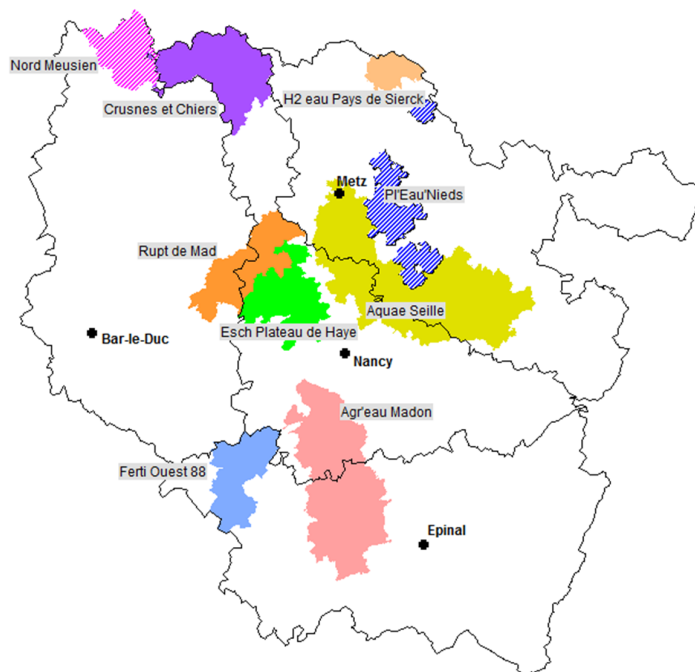 Nord Meusien
Crusnes et Chiers
H2 eau Pays de Sierck
Metz
Pl'Eau'Nieds
Rupt de Mad
Aquae Seille
Esch Plateau de Haye
Bar-le-Duc
Nancy
Agr'eau Madon
Ferti Ouest 88
Epinal